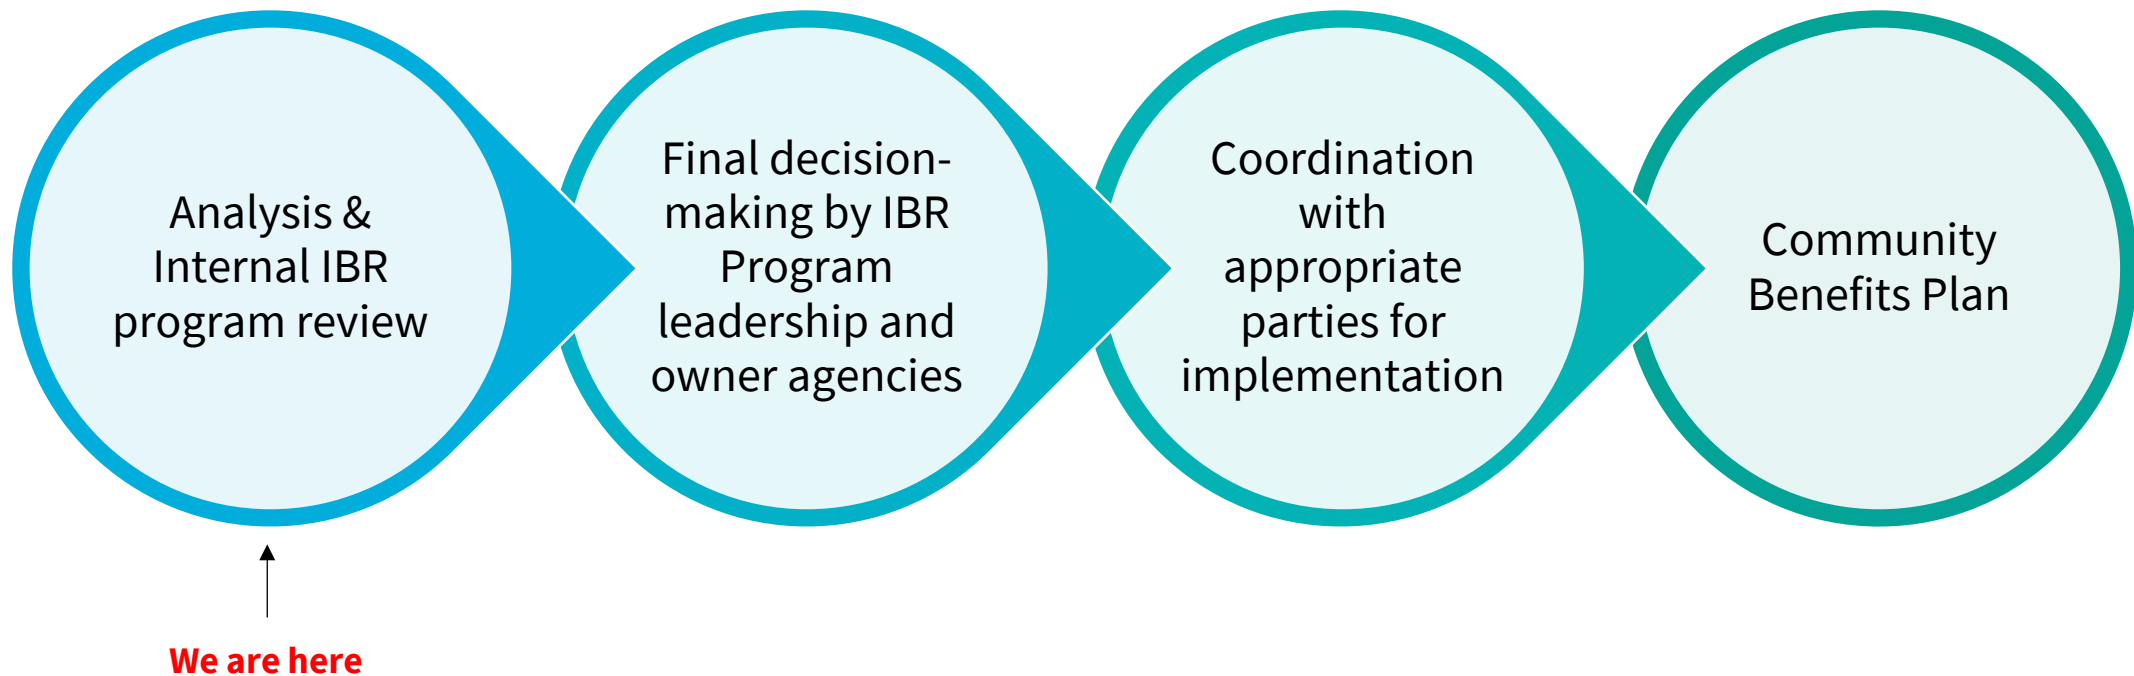 Analysis &
Internal IBR
program review
Final decision-
making by IBR
Program
leadership and
owner agencies
Coordination
with
appropriate
parties for
implementation
Community
Benefits Plan
We are here